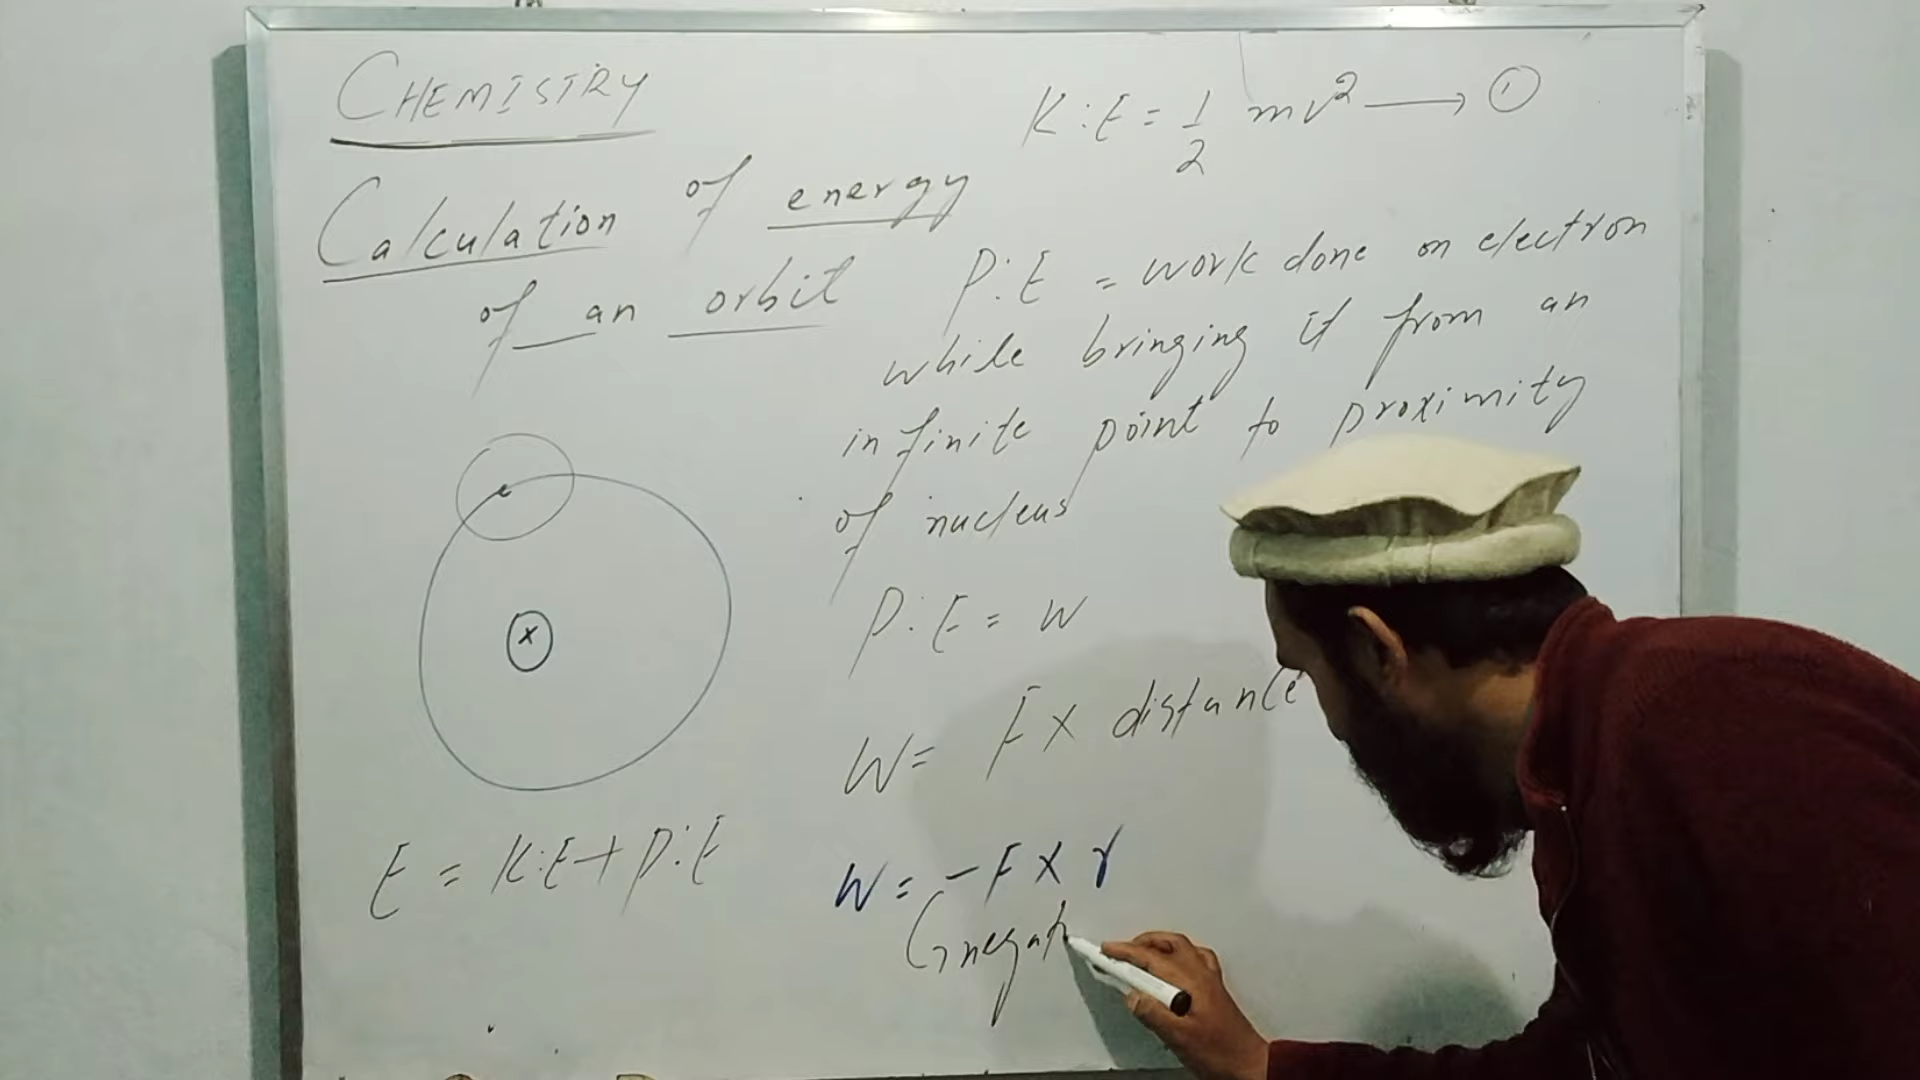 CHEMISTRY
Calculation of energy
of an orbit
e
x
E = K:E + P:E
K:E = 1/2 mv² → ①
P:E = work done on electron
while bringing it from an
infinite point to proximity
of nucleus
P:E = W
W = F X distance
W = -F X r
negati